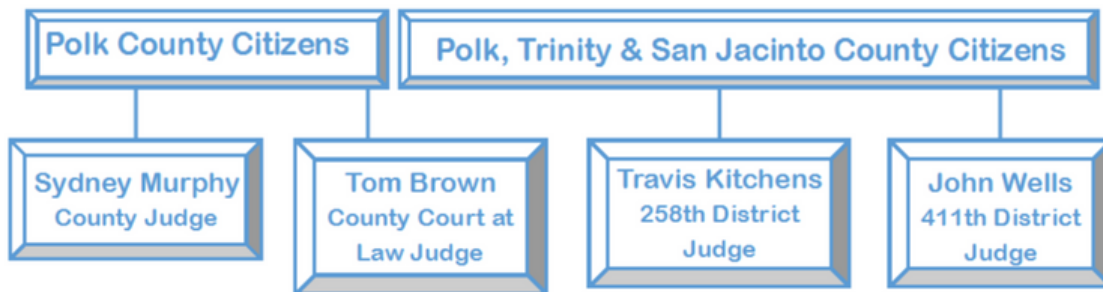 Polk County Citizens
Polk, Trinity & San Jacinto County Citizens
Sydney Murphy
County Judge
Tom Brown
County Court at
Law Judge
Travis Kitchens
258th District
Judge
John Wells
411th District
Judge